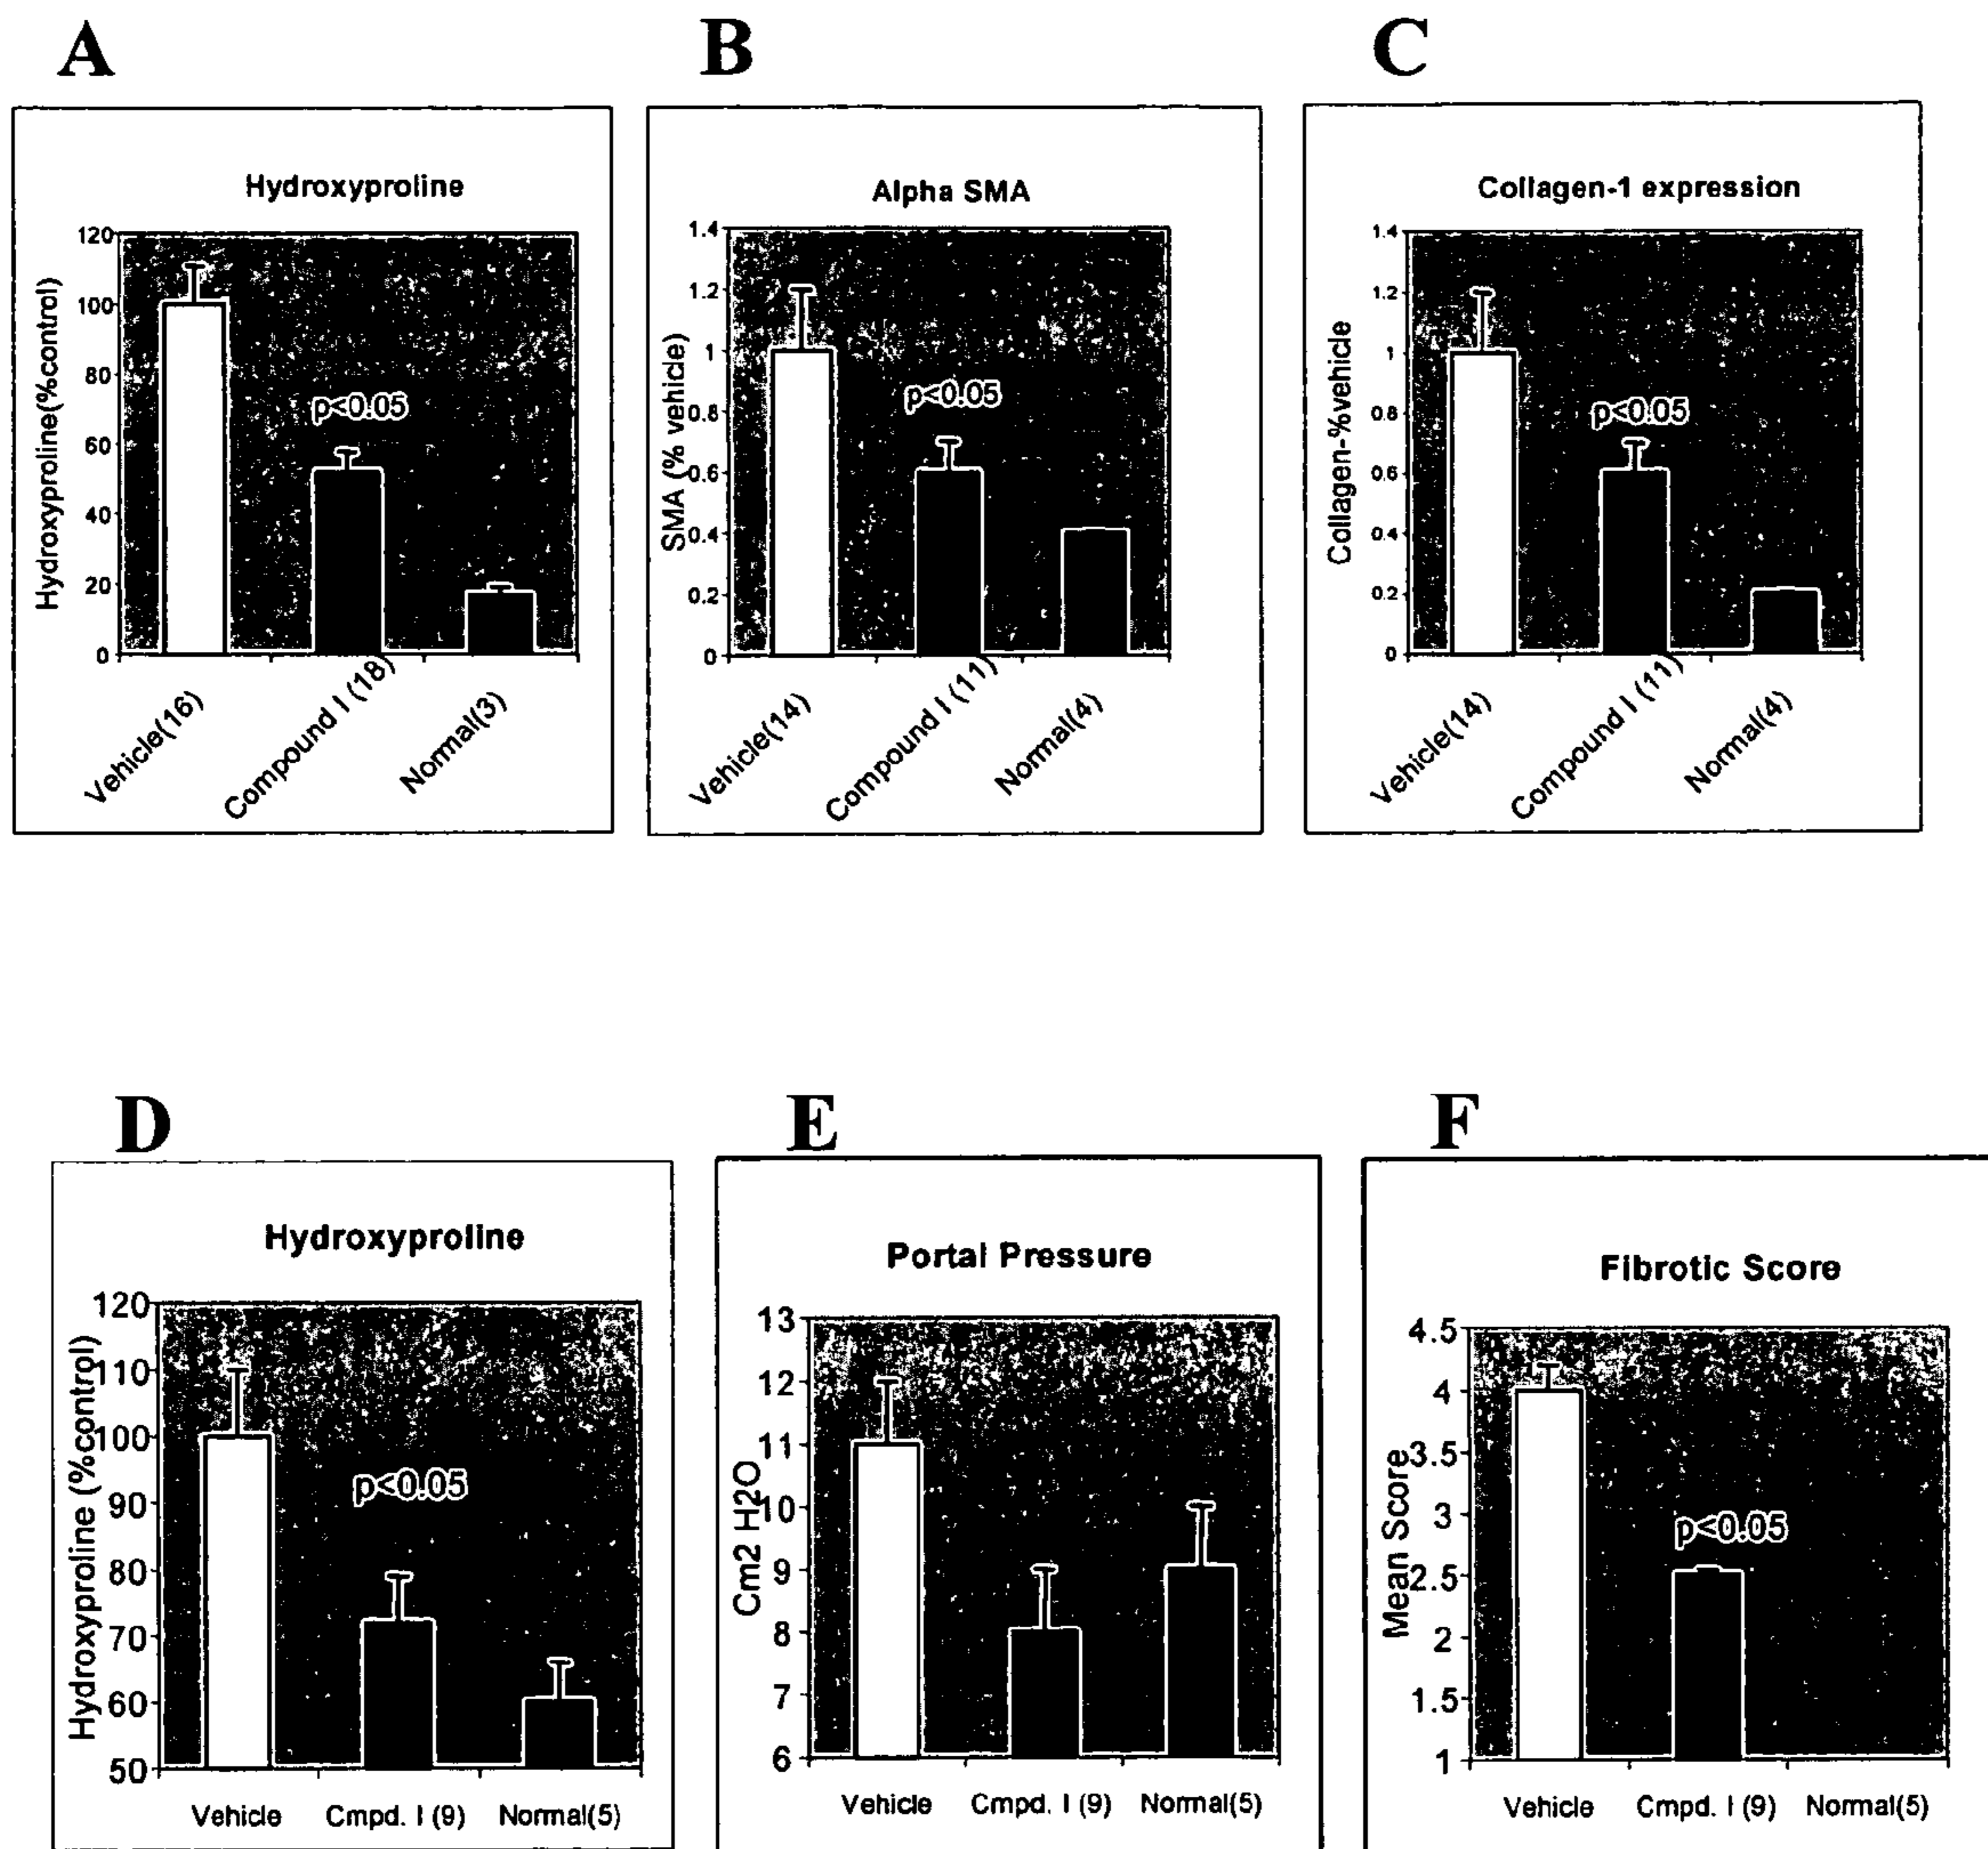 A
B
C
Hydroxyproline
Hydroxyproline(%control)
120
100
80
60
40
20
0
p<0.05
Vehicle(16)
Compound I (18)
Normal(3)
Alpha SMA
SMA (% vehicle)
1.4
1.2
1
0.8
0.6
0.4
0.2
0
p<0.05
Vehicle(14)
Compound I (11)
Normal(4)
Collagen-1 expression
Collagen-%vehicle
1.4
1.2
1
0.8
0.6
0.4
0.2
0
p<0.05
Vehicle(14)
Compound I (11)
Normal(4)
D
E
F
Hydroxyproline
Hydroxyproline (%control)
120
110
100
90
80
70
60
50
p<0.05
Vehicle
Cmpd. I (9)
Normal(5)
Portal Pressure
Cm2 H2O
13
12
11
10
9
8
7
6
Vehicle
Cmpd. I (9)
Normal(5)
Fibrotic Score
Mean Score
4.5
4
3.5
3
2.5
2
1.5
1
p<0.05
Vehicle
Cmpd. I (9)
Normal(5)